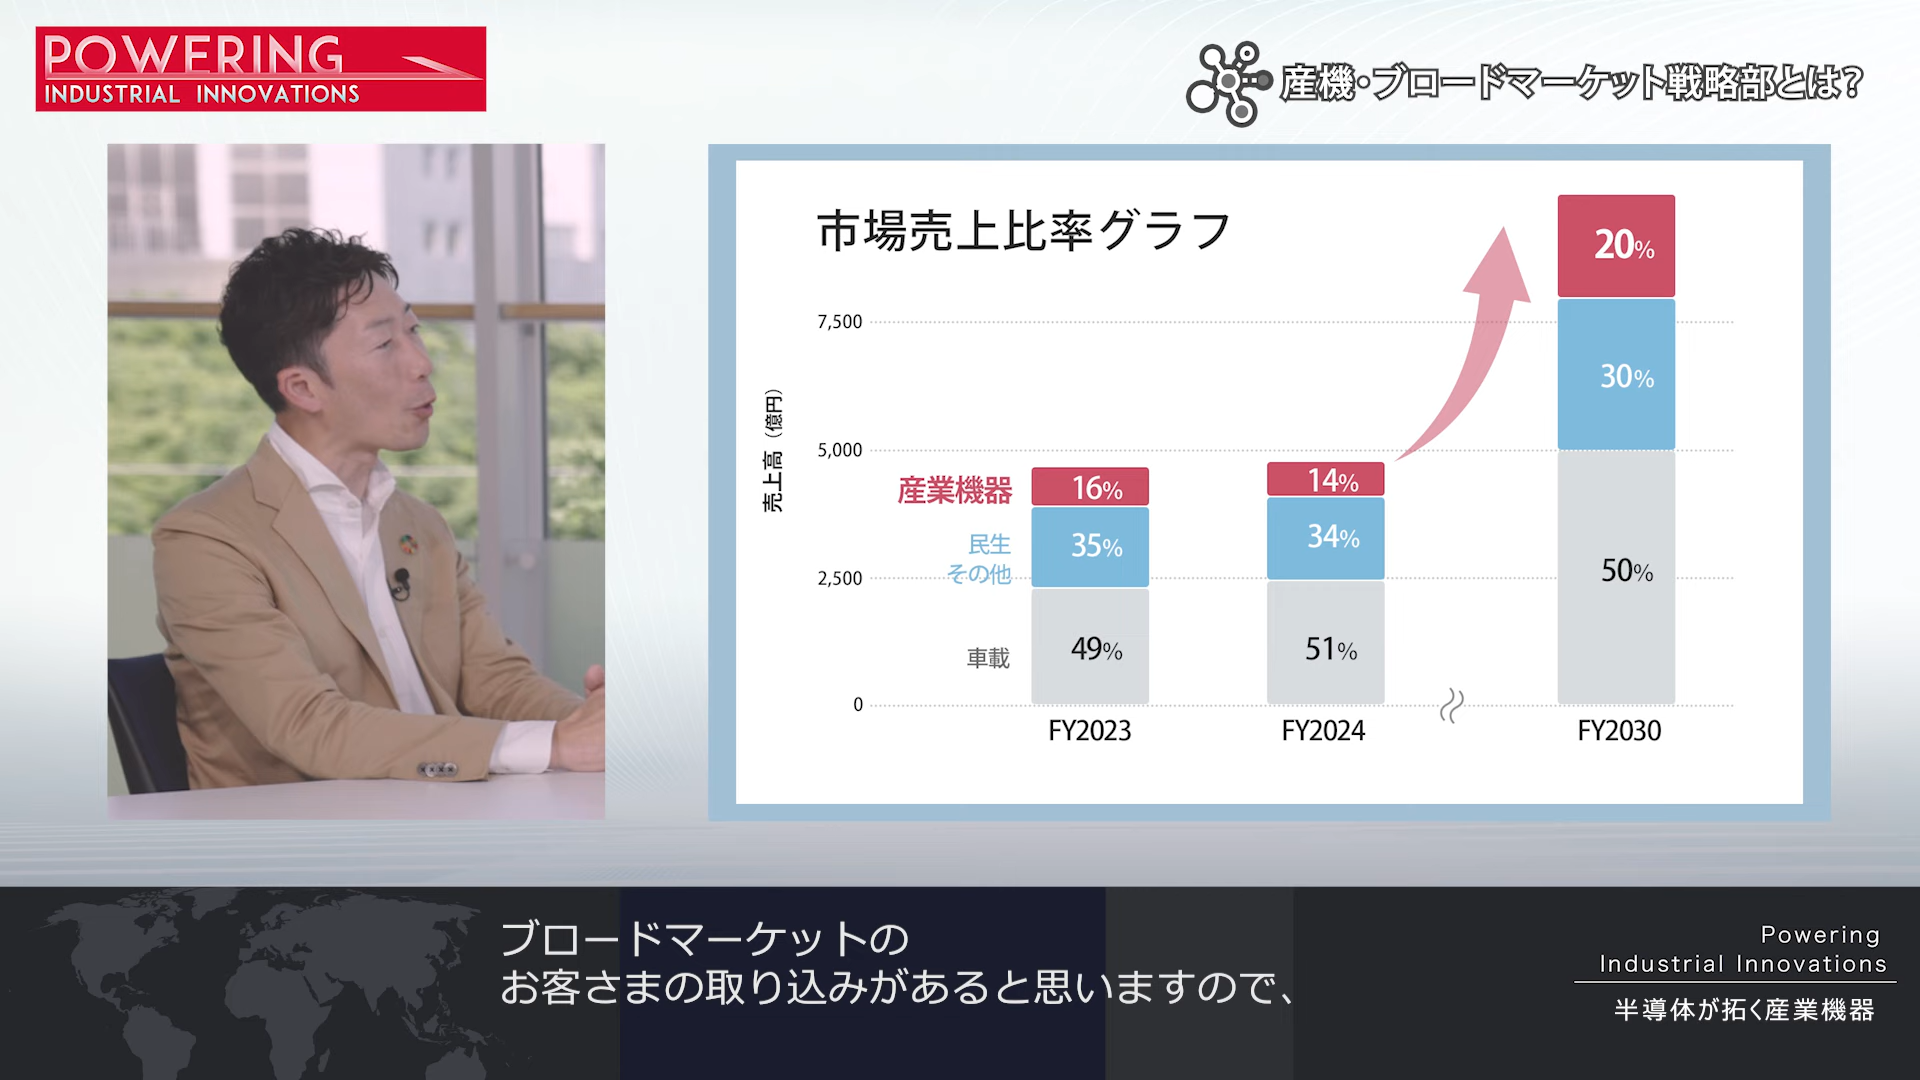 POWERING
INDUSTRIAL INNOVATIONS
産機・ブロードマーケット戦略部とは？
市場売上比率グラフ
売上高（億円）
7,500
5,000
2,500
0
産業機器
民生
その他
車載
16%
35%
49%
14%
34%
51%
20%
30%
50%
FY2023
FY2024
FY2030
ブロードマーケットの
お客さまの取り込みがあると思いますので、
Powering
Industrial Innovations
半導体が拓く産業機器